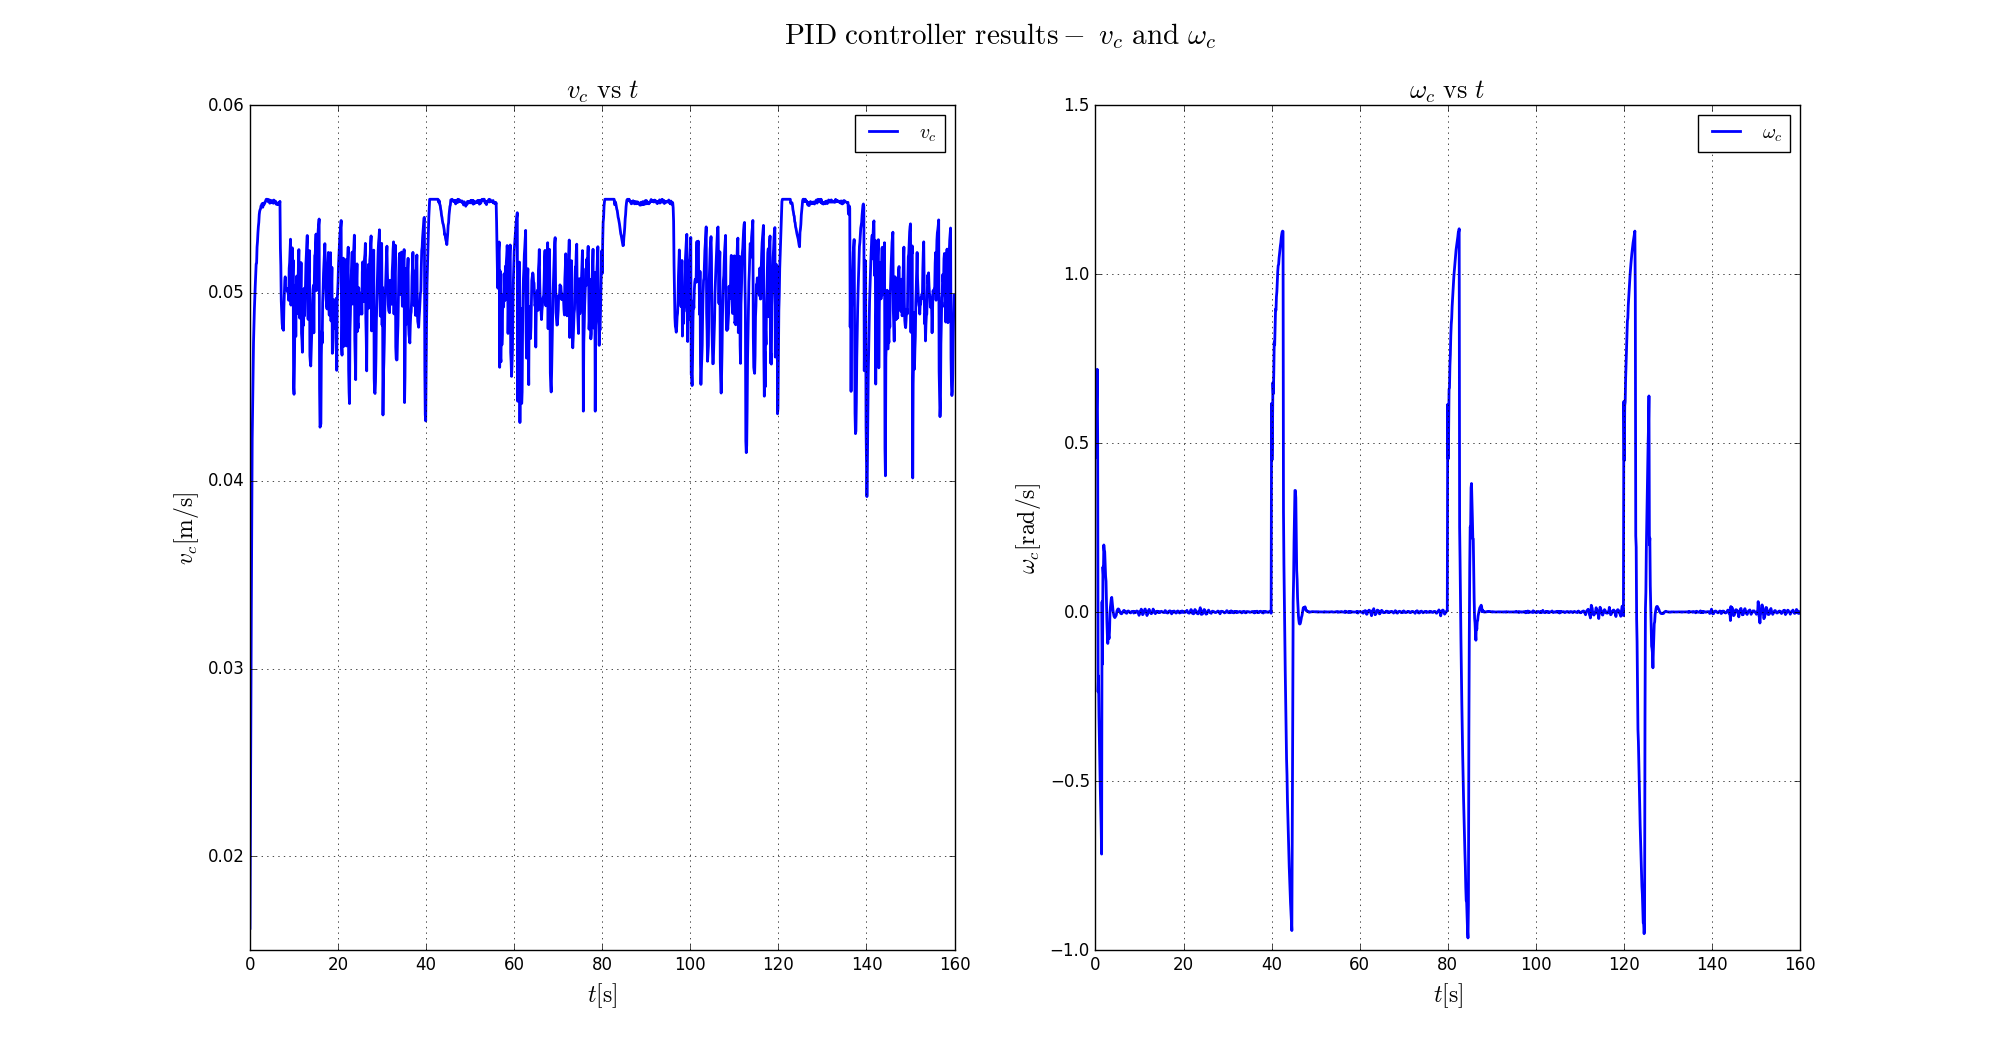 PID controller results – v_c and ω_c
v_c vs t
0.06
0.05
0.04
0.03
0.02
v_c[m/s]
v_c
0 20 40 60 80 100 120 140 160
t[s]
ω_c vs t
1.5
1.0
0.5
0.0
−0.5
−1.0
ω_c[rad/s]
ω_c
0 20 40 60 80 100 120 140 160
t[s]